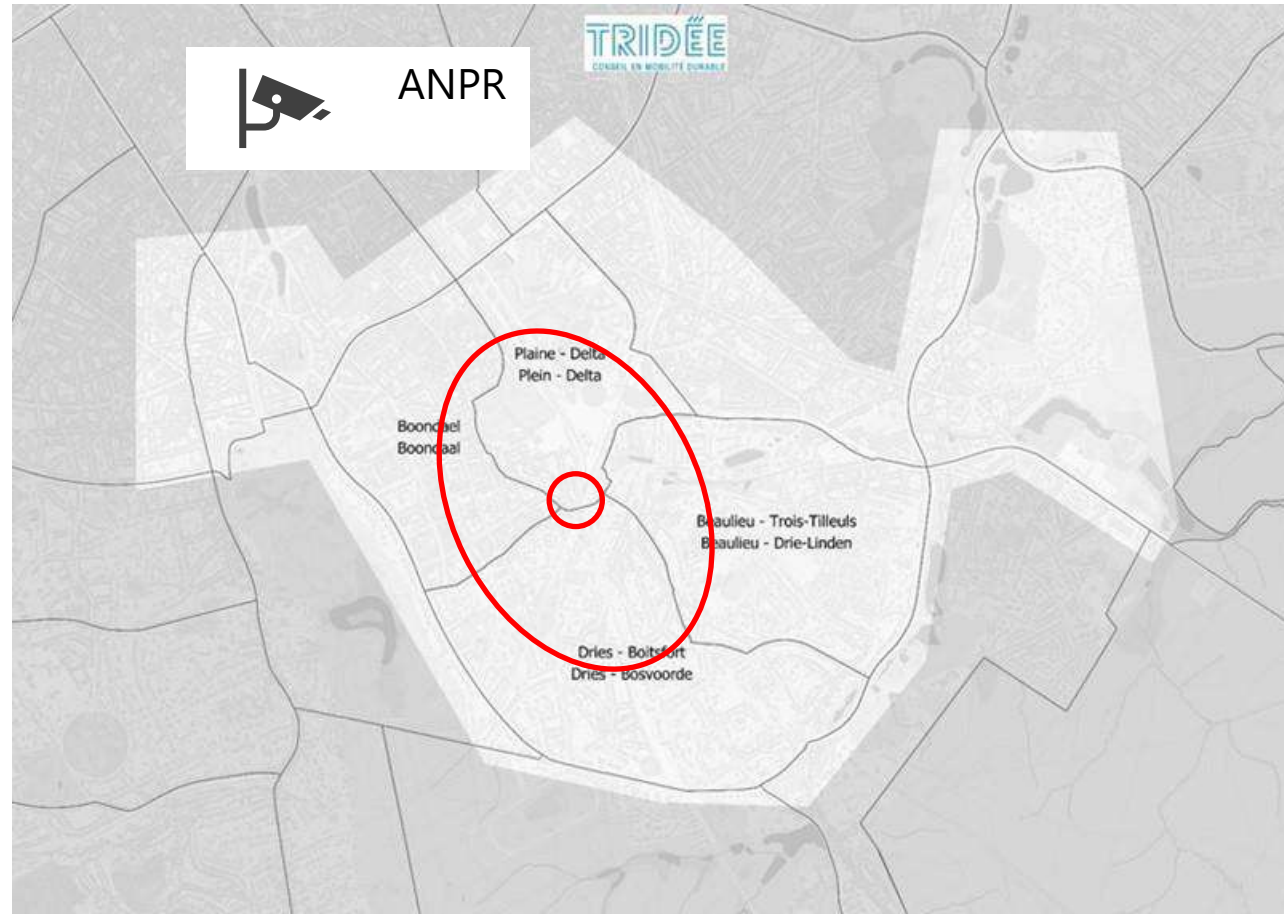 TRIDËE
CONSEIL EN MOBILITÉ DURABLE
ANPR
Plaine - Delta
Plein - Delta
Boondael
Boondaal
Beaulieu - Trois-Tilleuls
Beaulieu - Drie-Linden
Dries - Boitsfort
Dries - Bosvoorde